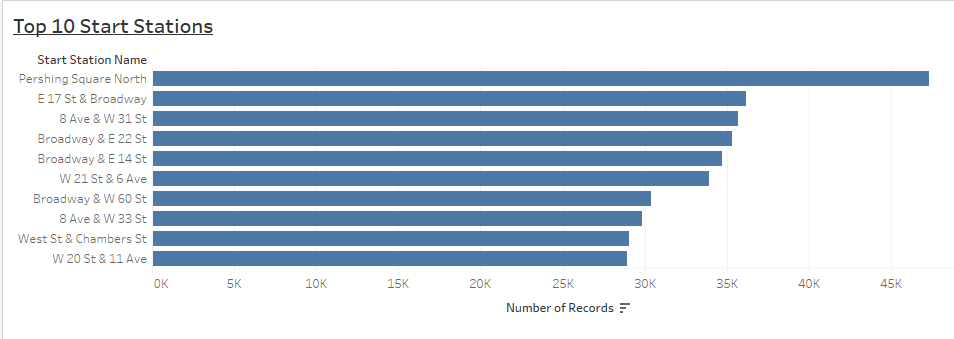 Top 10 Start Stations
Start Station Name
Pershing Square North
E 17 St & Broadway
8 Ave & W 31 St
Broadway & E 22 St
Broadway & E 14 St
W 21 St & 6 Ave
Broadway & W 60 St
8 Ave & W 33 St
West St & Chambers St
W 20 St & 11 Ave
0K 5K 10K 15K 20K 25K 30K 35K 40K 45K
Number of Records